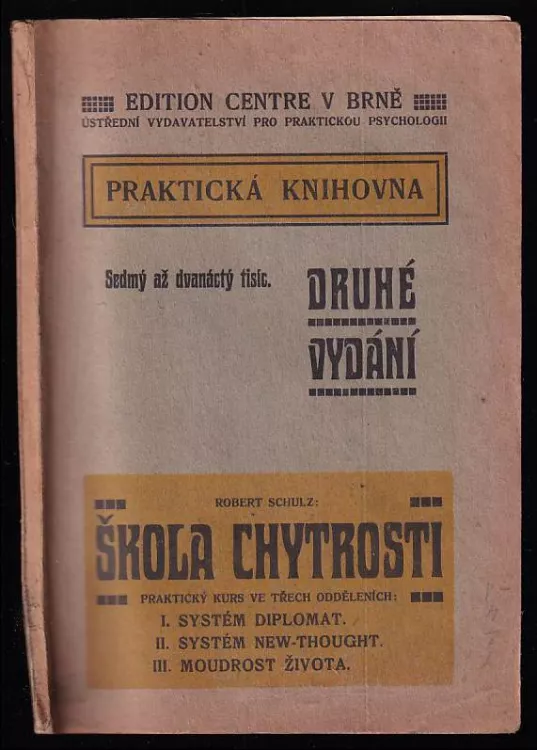 EDITION CENTRE V BRNĚ
ÚSTŘEDNÍ VYDAVATELSTVÍ PRO PRAKTICKOU PSYCHOLOGII
PRAKTICKÁ KNIHOVNA
Sedmý až dvanáctý tisíc.
DRUHÉ
VYDÁNÍ
ROBERT SCHULZ:
ŠKOLA CHYTROSTI
PRAKTICKÝ KURS VE TŘECH ODDĚLENÍCH:
I. SYSTÉM DIPLOMAT.
II. SYSTÉM NEW-THOUGHT.
III. MOUDROST ŽIVOTA.